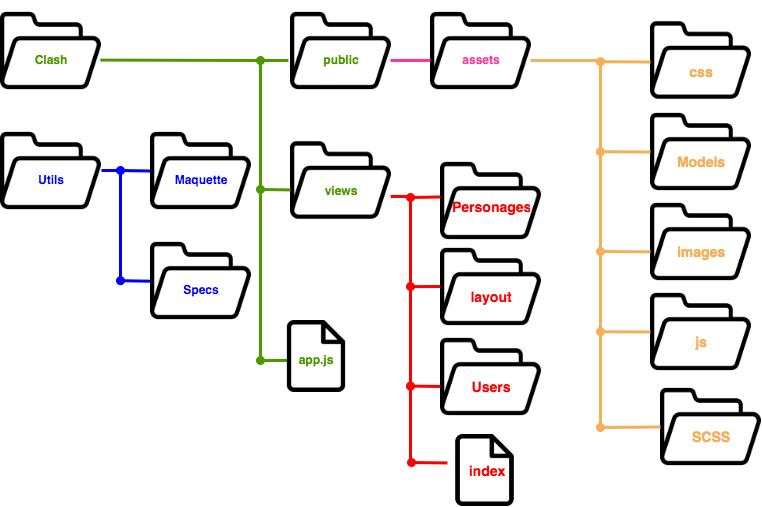 Clash
public
assets
css
Utils
Maquette
views
Models
Personages
images
Specs
layout
app.js
js
Users
SCSS
index